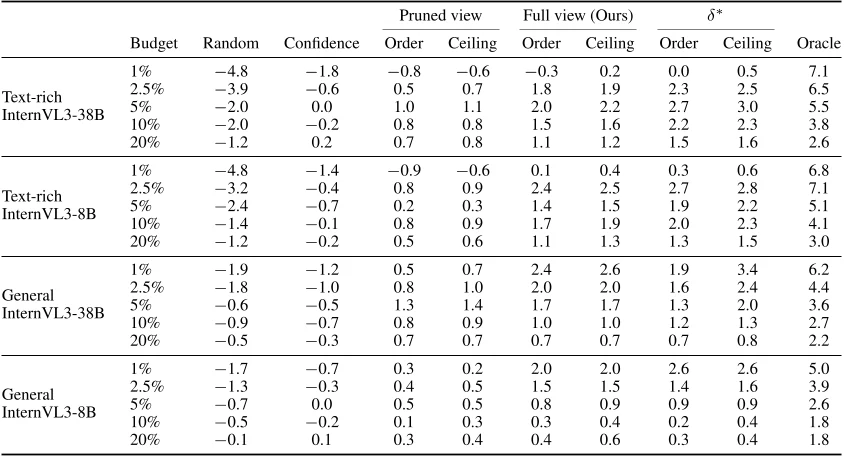 Pruned view Full view (Ours) δ*
Budget Random Confidence Order Ceiling Order Ceiling Order Ceiling Oracle
Text-rich InternVL3-38B
1% −4.8 −1.8 −0.8 −0.6 −0.3 0.2 0.0 0.5 7.1
2.5% −3.9 −0.6 0.5 0.7 1.8 1.9 2.3 2.5 6.5
5% −2.0 0.0 1.0 1.1 2.0 2.2 2.7 3.0 5.5
10% −2.0 −0.2 0.8 0.8 1.5 1.6 2.2 2.3 3.8
20% −1.2 0.2 0.7 0.8 1.1 1.2 1.5 1.6 2.6
Text-rich InternVL3-8B
1% −4.8 −1.4 −0.9 −0.6 0.1 0.4 0.3 0.6 6.8
2.5% −3.2 −0.4 0.8 0.9 2.4 2.5 2.7 2.8 7.1
5% −2.4 −0.7 0.2 0.3 1.4 1.5 1.9 2.2 5.1
10% −1.4 −0.1 0.8 0.9 1.7 1.9 2.0 2.3 4.1
20% −1.2 −0.2 0.5 0.6 1.1 1.3 1.3 1.5 3.0
General InternVL3-38B
1% −1.9 −1.2 0.5 0.7 2.4 2.6 1.9 3.4 6.2
2.5% −1.8 −1.0 0.8 1.0 2.0 2.0 1.6 2.4 4.4
5% −0.6 −0.5 1.3 1.4 1.7 1.7 1.3 2.0 3.6
10% −0.9 −0.7 0.8 0.9 1.0 1.0 1.2 1.3 2.7
20% −0.5 −0.3 0.7 0.7 0.7 0.7 0.7 0.8 2.2
General InternVL3-8B
1% −1.7 −0.7 0.3 0.2 2.0 2.0 2.6 2.6 5.0
2.5% −1.3 −0.3 0.4 0.5 1.5 1.5 1.4 1.6 3.9
5% −0.7 0.0 0.5 0.5 0.8 0.9 0.9 0.9 2.6
10% −0.5 −0.2 0.1 0.3 0.3 0.4 0.2 0.4 1.8
20% −0.1 0.1 0.3 0.4 0.4 0.6 0.3 0.4 1.8